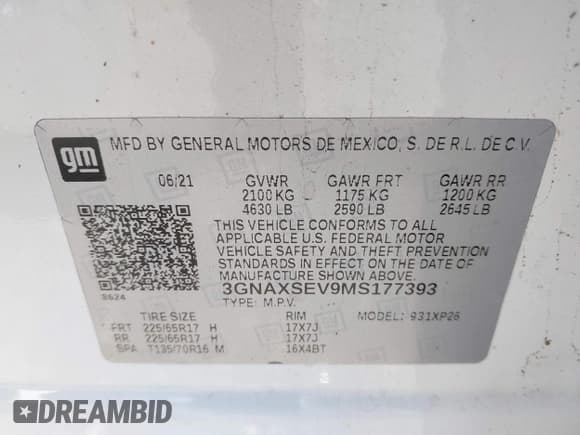 gm
MFD BY GENERAL MOTORS DE MEXICO, S. DE R.L. DE C.V.
06/21 GVWR GAWR FRT GAWR RR
2100 KG 1175 KG 1200 KG
4630 LB 2590 LB 2645 LB
THIS VEHICLE CONFORMS TO ALL
APPLICABLE U.S. FEDERAL MOTOR
VEHICLE SAFETY AND THEFT PREVENTION
STANDARDS IN EFFECT ON THE DATE OF
MANUFACTURE SHOWN ABOVE.
3GNAXSEV9MS177393
S624 TYPE: M.P.V.
TIRE SIZE RIM MODEL: 931XP26
FRT 225/65R17 H 17X7J
RR 225/65R17 H 17X7J
SPA T135/70R16 M 16X4BT
DREAMBID